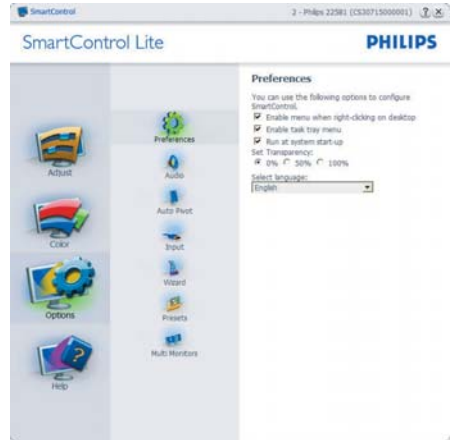 SmartControl
2 - Philips 225B1 (CS30715000001)
SmartControl Lite
PHILIPS
Adjust
Color
Options
Help
Preferences
Audio
Auto Pivot
Input
Wizard
Presets
Multi Monitors
Preferences
You can use the following options to configure
SmartControl.
Enable menu when right-clicking on desktop
Enable task tray menu
Run at system start-up
Set Transparency:
0% 50% 100%
Select language:
English